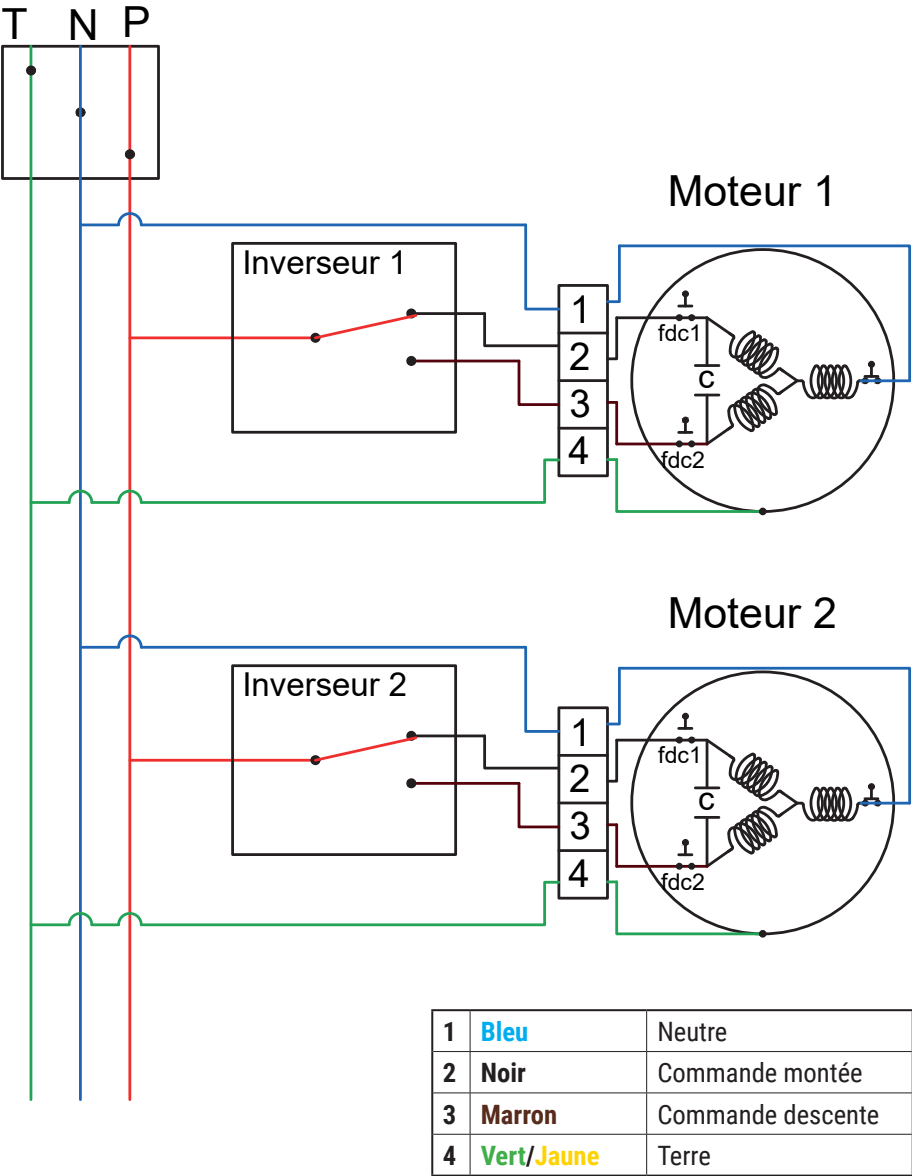 T N P
Moteur 1
Inverseur 1
1
2
3
4
fdc1
C
fdc2
Moteur 2
Inverseur 2
1
2
3
4
fdc1
C
fdc2
1 Bleu Neutre
2 Noir Commande montée
3 Marron Commande descente
4 Vert/Jaune Terre